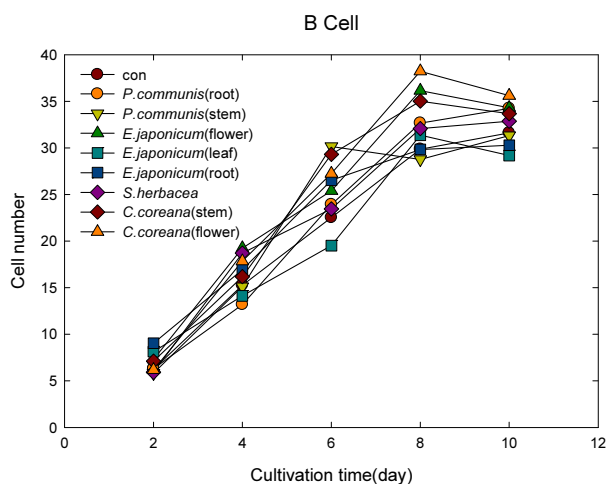 B Cell
40
35
30
25
20
15
10
5
0
Cell number
con
P.communis(root)
P.communis(stem)
E.japonicum(flower)
E.japonicum(leaf)
E.japonicum(root)
S.herbacea
C.coreana(stem)
C.coreana(flower)
0 2 4 6 8 10 12
Cultivation time(day)